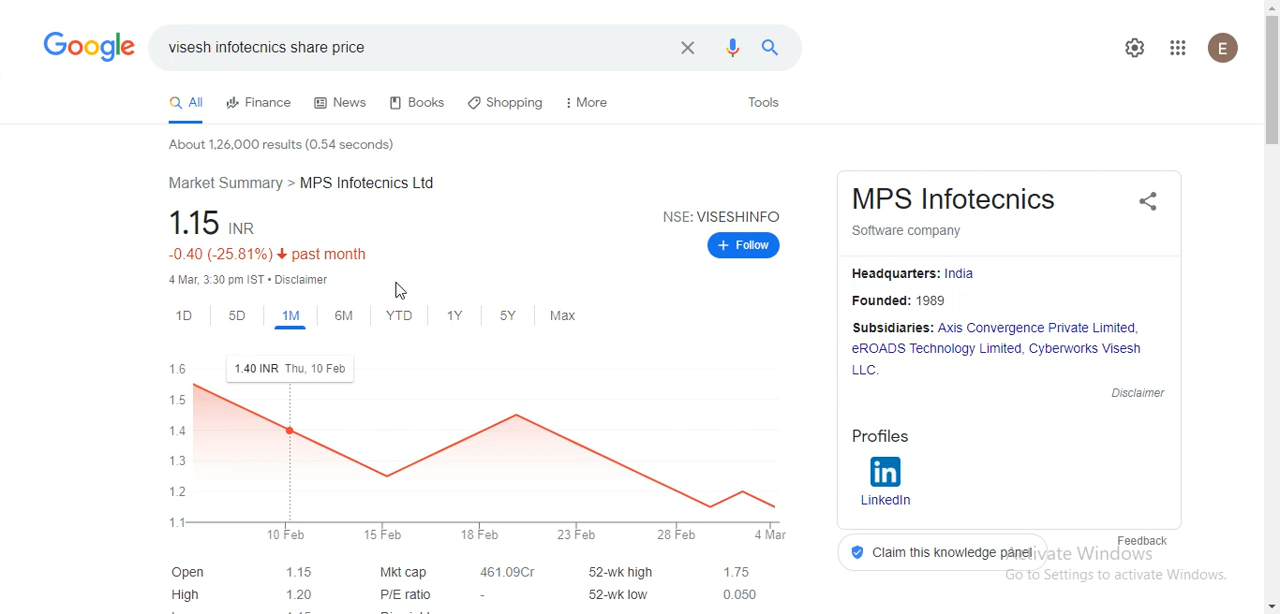 Google
visesh infotecnics share price
E
All Finance News Books Shopping More Tools
About 1,26,000 results (0.54 seconds)
Market Summary > MPS Infotecnics Ltd
1.15 INR
NSE: VISESHINFO
-0.40 (-25.81%) past month
+ Follow
4 Mar, 3:30 pm IST • Disclaimer
1D 5D 1M 6M YTD 1Y 5Y Max
1.40 INR Thu, 10 Feb
1.6
1.5
1.4
1.3
1.2
1.1
10 Feb 15 Feb 18 Feb 23 Feb 28 Feb 4 Mar
Open 1.15 Mkt cap 461.09Cr 52-wk high 1.75
High 1.20 P/E ratio - 52-wk low 0.050
MPS Infotecnics
Software company
Headquarters: India
Founded: 1989
Subsidiaries: Axis Convergence Private Limited,
eROADS Technology Limited, Cyberworks Visesh
LLC.
Disclaimer
Profiles
in
LinkedIn
Feedback
Claim this knowledge panel
Activate Windows
Go to Settings to activate Windows.